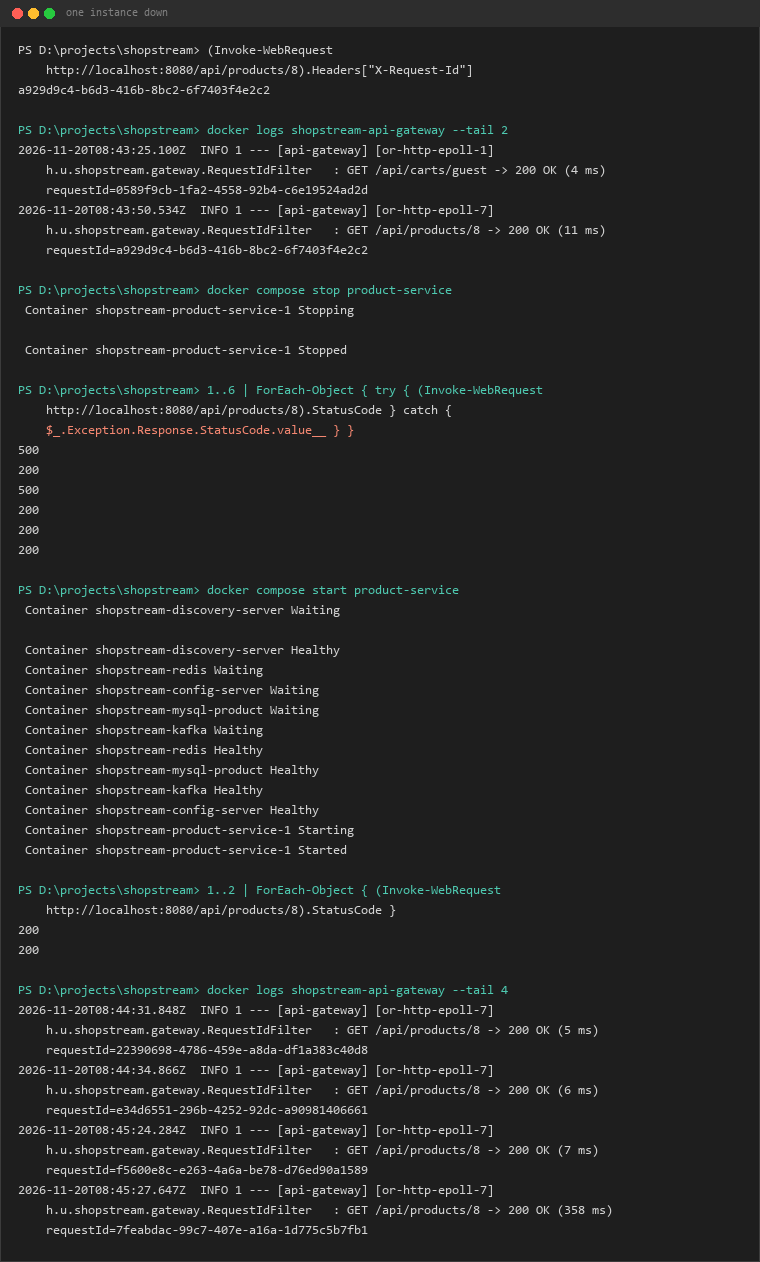 one instance down
PS D:\projects\shopstream> (Invoke-WebRequest
http://localhost:8080/api/products/8).Headers["X-Request-Id"]
a929d9c4-b6d3-416b-8bc2-6f7403f4e2c2
PS D:\projects\shopstream> docker logs shopstream-api-gateway --tail 2
2026-11-20T08:43:25.100Z  INFO 1 --- [api-gateway] [or-http-epoll-1]
h.u.shopstream.gateway.RequestIdFilter   : GET /api/carts/guest -> 200 OK (4 ms)
requestId=0589f9cb-1fa2-4558-92b4-c6e19524ad2d
2026-11-20T08:43:50.534Z  INFO 1 --- [api-gateway] [or-http-epoll-7]
h.u.shopstream.gateway.RequestIdFilter   : GET /api/products/8 -> 200 OK (11 ms)
requestId=a929d9c4-b6d3-416b-8bc2-6f7403f4e2c2
PS D:\projects\shopstream> docker compose stop product-service
Container shopstream-product-service-1 Stopping
Container shopstream-product-service-1 Stopped
PS D:\projects\shopstream> 1..6 | ForEach-Object { try { (Invoke-WebRequest
http://localhost:8080/api/products/8).StatusCode } catch {
$_.Exception.Response.StatusCode.value__ } }
500
200
500
200
200
200
PS D:\projects\shopstream> docker compose start product-service
Container shopstream-discovery-server Waiting
Container shopstream-discovery-server Healthy
Container shopstream-redis Waiting
Container shopstream-config-server Waiting
Container shopstream-mysql-product Waiting
Container shopstream-kafka Waiting
Container shopstream-redis Healthy
Container shopstream-mysql-product Healthy
Container shopstream-kafka Healthy
Container shopstream-config-server Healthy
Container shopstream-product-service-1 Starting
Container shopstream-product-service-1 Started
PS D:\projects\shopstream> 1..2 | ForEach-Object { (Invoke-WebRequest
http://localhost:8080/api/products/8).StatusCode }
200
200
PS D:\projects\shopstream> docker logs shopstream-api-gateway --tail 4
2026-11-20T08:44:31.848Z  INFO 1 --- [api-gateway] [or-http-epoll-7]
h.u.shopstream.gateway.RequestIdFilter   : GET /api/products/8 -> 200 OK (5 ms)
requestId=22390698-4786-459e-a8da-df1a383c40d8
2026-11-20T08:44:34.866Z  INFO 1 --- [api-gateway] [or-http-epoll-7]
h.u.shopstream.gateway.RequestIdFilter   : GET /api/products/8 -> 200 OK (6 ms)
requestId=e34d6551-296b-4252-92dc-a90981406661
2026-11-20T08:45:24.284Z  INFO 1 --- [api-gateway] [or-http-epoll-7]
h.u.shopstream.gateway.RequestIdFilter   : GET /api/products/8 -> 200 OK (7 ms)
requestId=f5600e8c-e263-4a6a-be78-d76ed90a1589
2026-11-20T08:45:27.647Z  INFO 1 --- [api-gateway] [or-http-epoll-7]
h.u.shopstream.gateway.RequestIdFilter   : GET /api/products/8 -> 200 OK (358 ms)
requestId=7feabdac-99c7-407e-a16a-1d775c5b7fb1